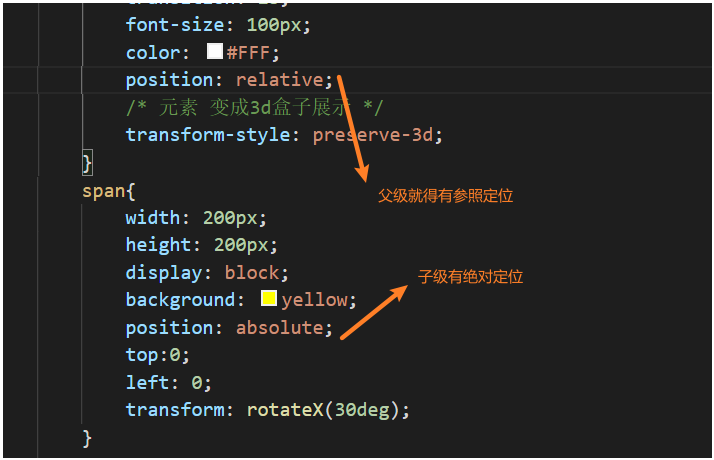 font-size: 100px;
color: #FFF;
position: relative;
/* 元素 变成3d盒子展示 */
transform-style: preserve-3d;
}
父级就得有参照定位
span{
width: 200px;
height: 200px;
display: block;
子级有绝对定位
background: yellow;
position: absolute;
top:0;
left: 0;
transform: rotateX(30deg);
}